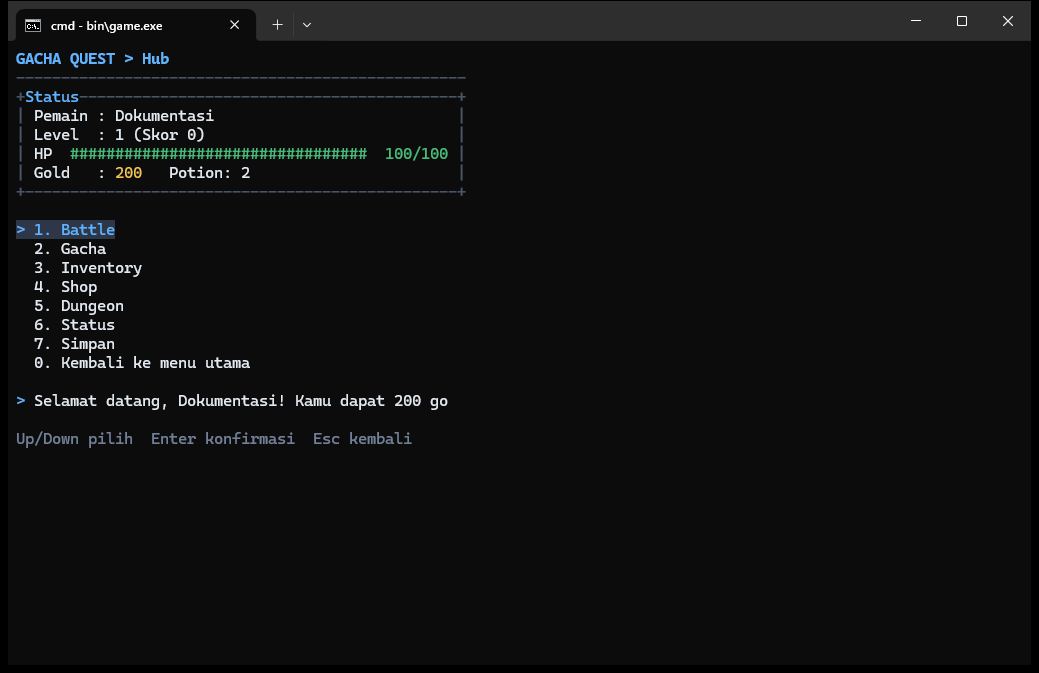 cmd - bin\game.exe
GACHA QUEST > Hub
--------------------------------------------------
+Status------------------------------------------+
| Pemain : Dokumentasi |
| Level : 1 (Skor 0) |
| HP ################################# 100/100 |
| Gold : 200 Potion: 2 |
+------------------------------------------------+
> 1. Battle
2. Gacha
3. Inventory
4. Shop
5. Dungeon
6. Status
7. Simpan
0. Kembali ke menu utama
> Selamat datang, Dokumentasi! Kamu dapat 200 go
Up/Down pilih Enter konfirmasi Esc kembali